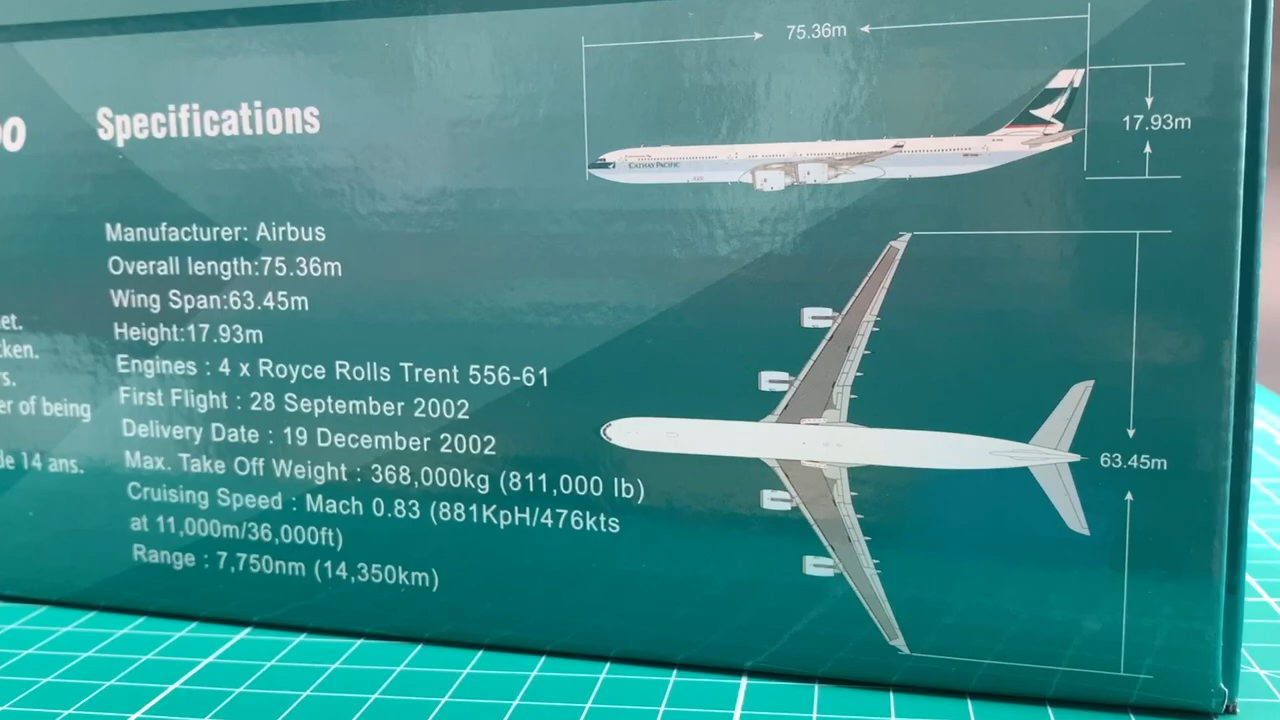 75.36m
17.93m
CATHAY PACIFIC
Specifications
Manufacturer: Airbus
Overall length:75.36m
Wing Span:63.45m
Height:17.93m
Engines : 4 x Royce Rolls Trent 556-61
First Flight : 28 September 2002
Delivery Date : 19 December 2002
Max. Take Off Weight : 368,000kg (811,000 lb)
Cruising Speed : Mach 0.83 (881KpH/476kts
at 11,000m/36,000ft)
Range : 7,750nm (14,350km)
63.45m
er of being
de 14 ans.